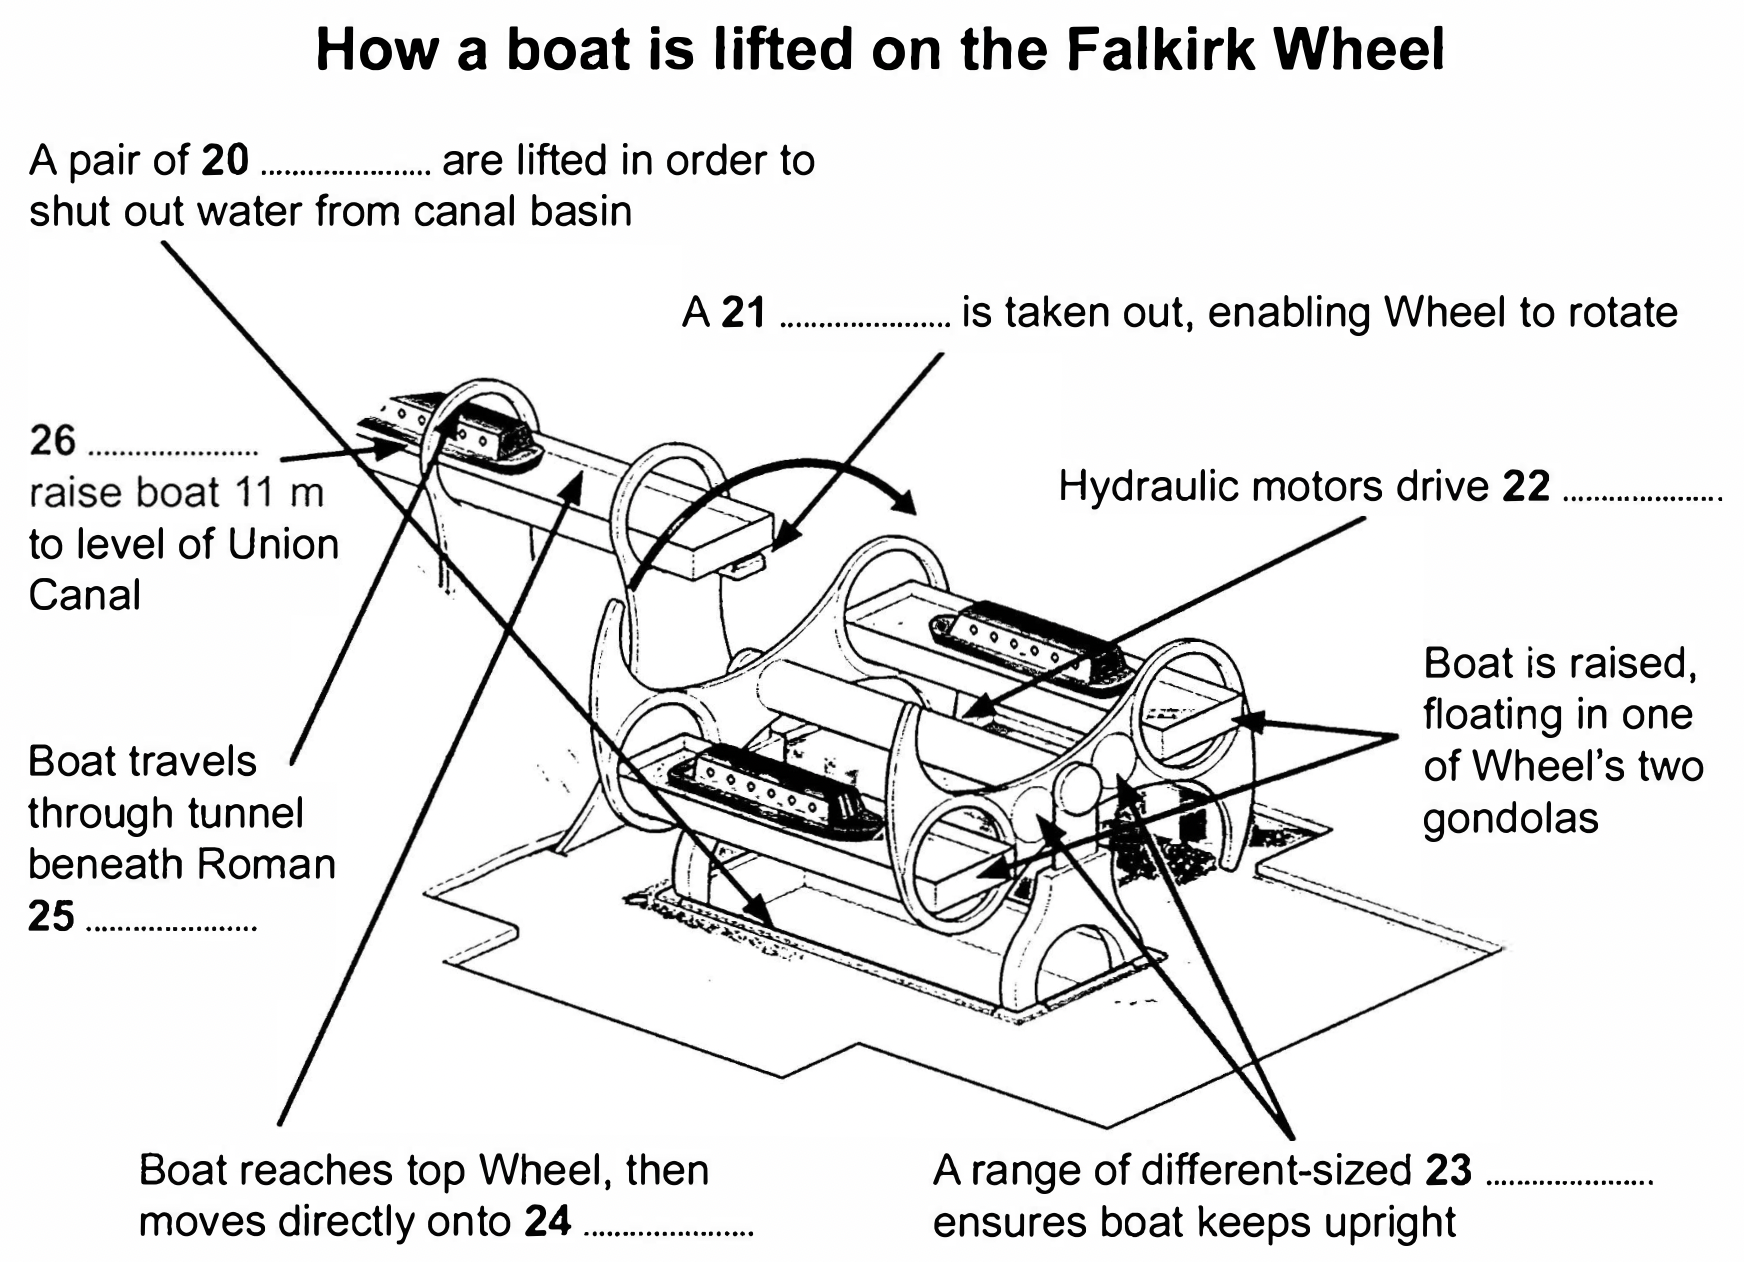 How a boat is lifted on the Falkirk Wheel
A pair of 20 ...................... are lifted in order to
shut out water from canal basin
A 21 ...................... is taken out, enabling Wheel to rotate
26 ......................
raise boat 11 m
to level of Union
Canal
Hydraulic motors drive 22 .....................
Boat is raised,
floating in one
of Wheel's two
gondolas
Boat travels
through tunnel
beneath Roman
25 ......................
Boat reaches top Wheel, then
moves directly onto 24 ......................
A range of different-sized 23 ......................
ensures boat keeps upright